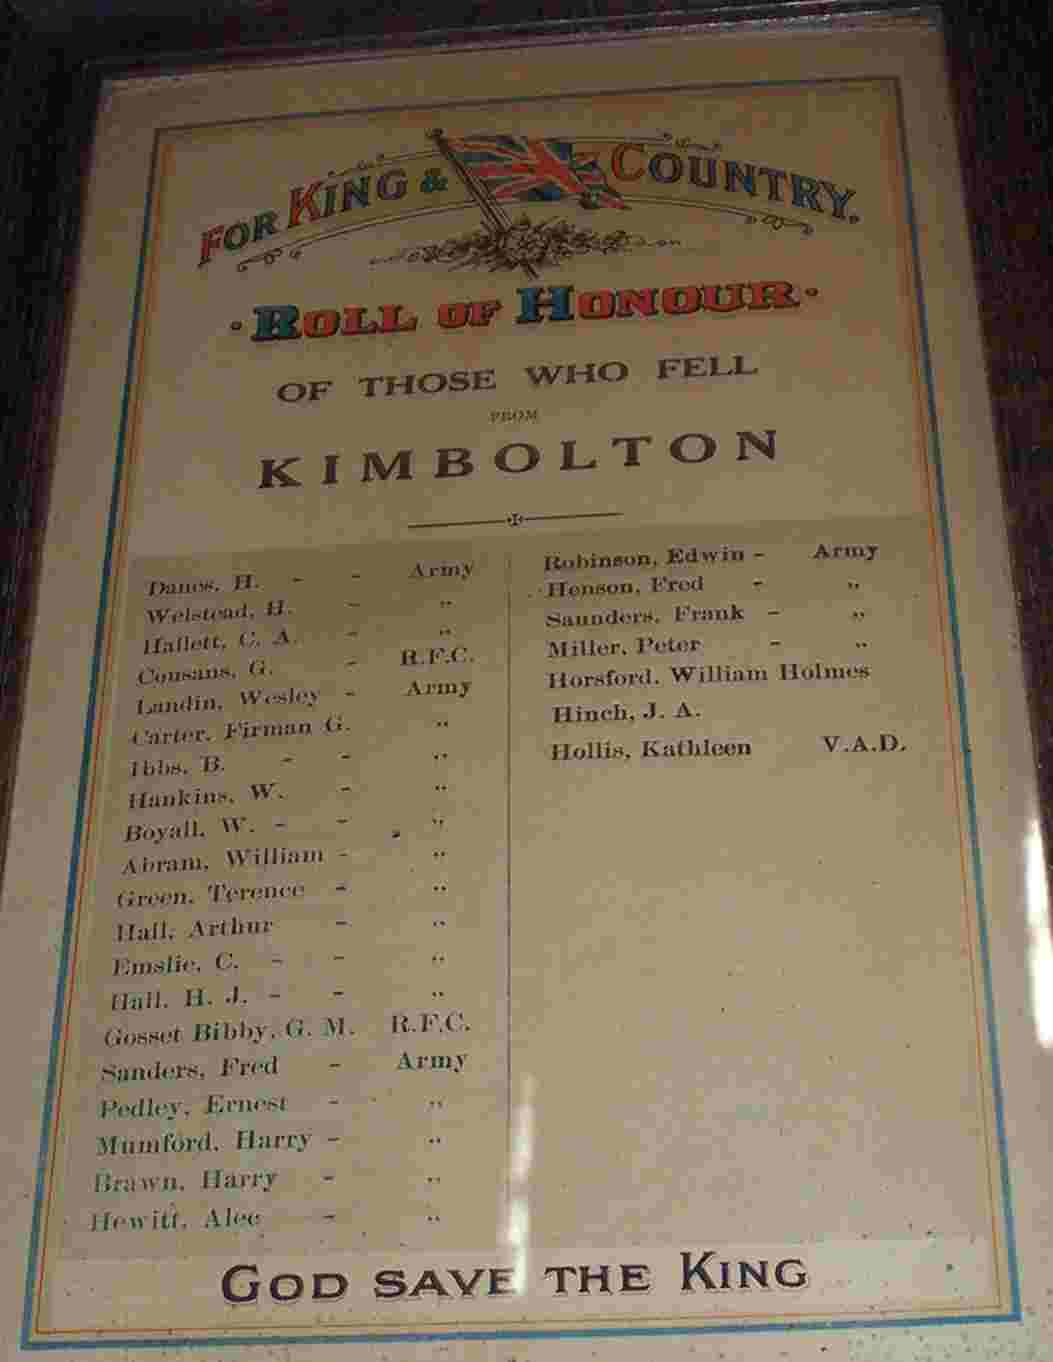 FOR KING & COUNTRY.
· ROLL OF HONOUR ·
OF THOSE WHO FELL
FROM
KIMBOLTON
Danes, H. - - Army
Welstead, H. - „
Hallett, C. A. - „
Cousans, G. - R.F.C.
Landin, Wesley - Army
Carter, Firman G. „
Ibbs, B. - - „
Hankins, W. - „
Boyall, W. - - „
Abram, William - „
Green, Terence - „
Hall, Arthur - „
Emslie, C. - - „
Hall, H. J. - - „
Gosset Bibby, G. M. R.F.C.
Sanders, Fred - Army
Pedley, Ernest - „
Mumford, Harry - „
Brawn, Harry - „
Hewitt, Alec - „
Robinson, Edwin - Army
Henson, Fred - „
Saunders, Frank - „
Miller, Peter - „
Horsford, William Holmes
Hinch, J. A.
Hollis, Kathleen V.A.D.
GOD SAVE THE KING